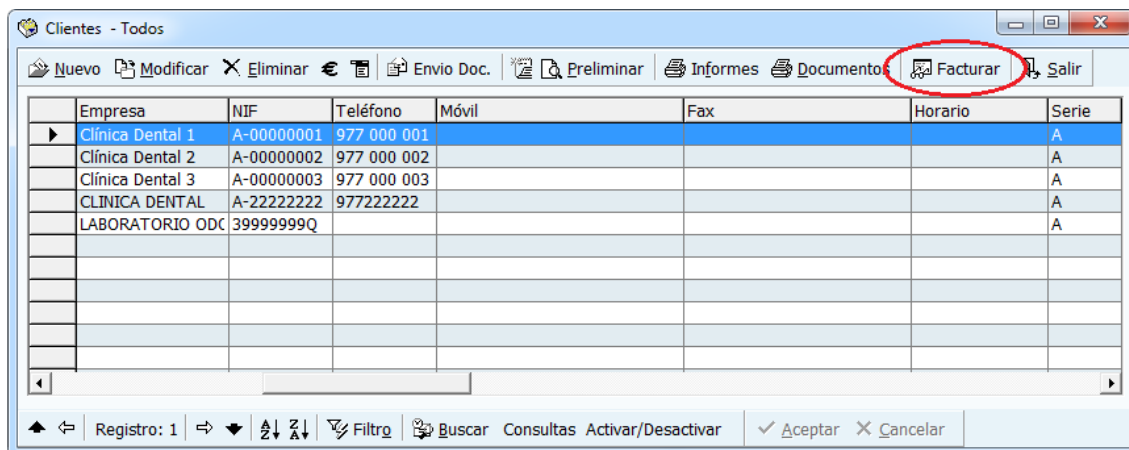 Clientes - Todos
Nuevo Modificar Eliminar € Envio Doc. Preliminar Informes Documentos Facturar Salir
Empresa NIF Teléfono Móvil Fax Horario Serie
Clínica Dental 1 A-00000001 977 000 001 A
Clínica Dental 2 A-00000002 977 000 002 A
Clínica Dental 3 A-00000003 977 000 003 A
CLINICA DENTAL A-22222222 977222222 A
LABORATORIO ODC 39999999Q A
Registro: 1 Filtro Buscar Consultas Activar/Desactivar Aceptar Cancelar